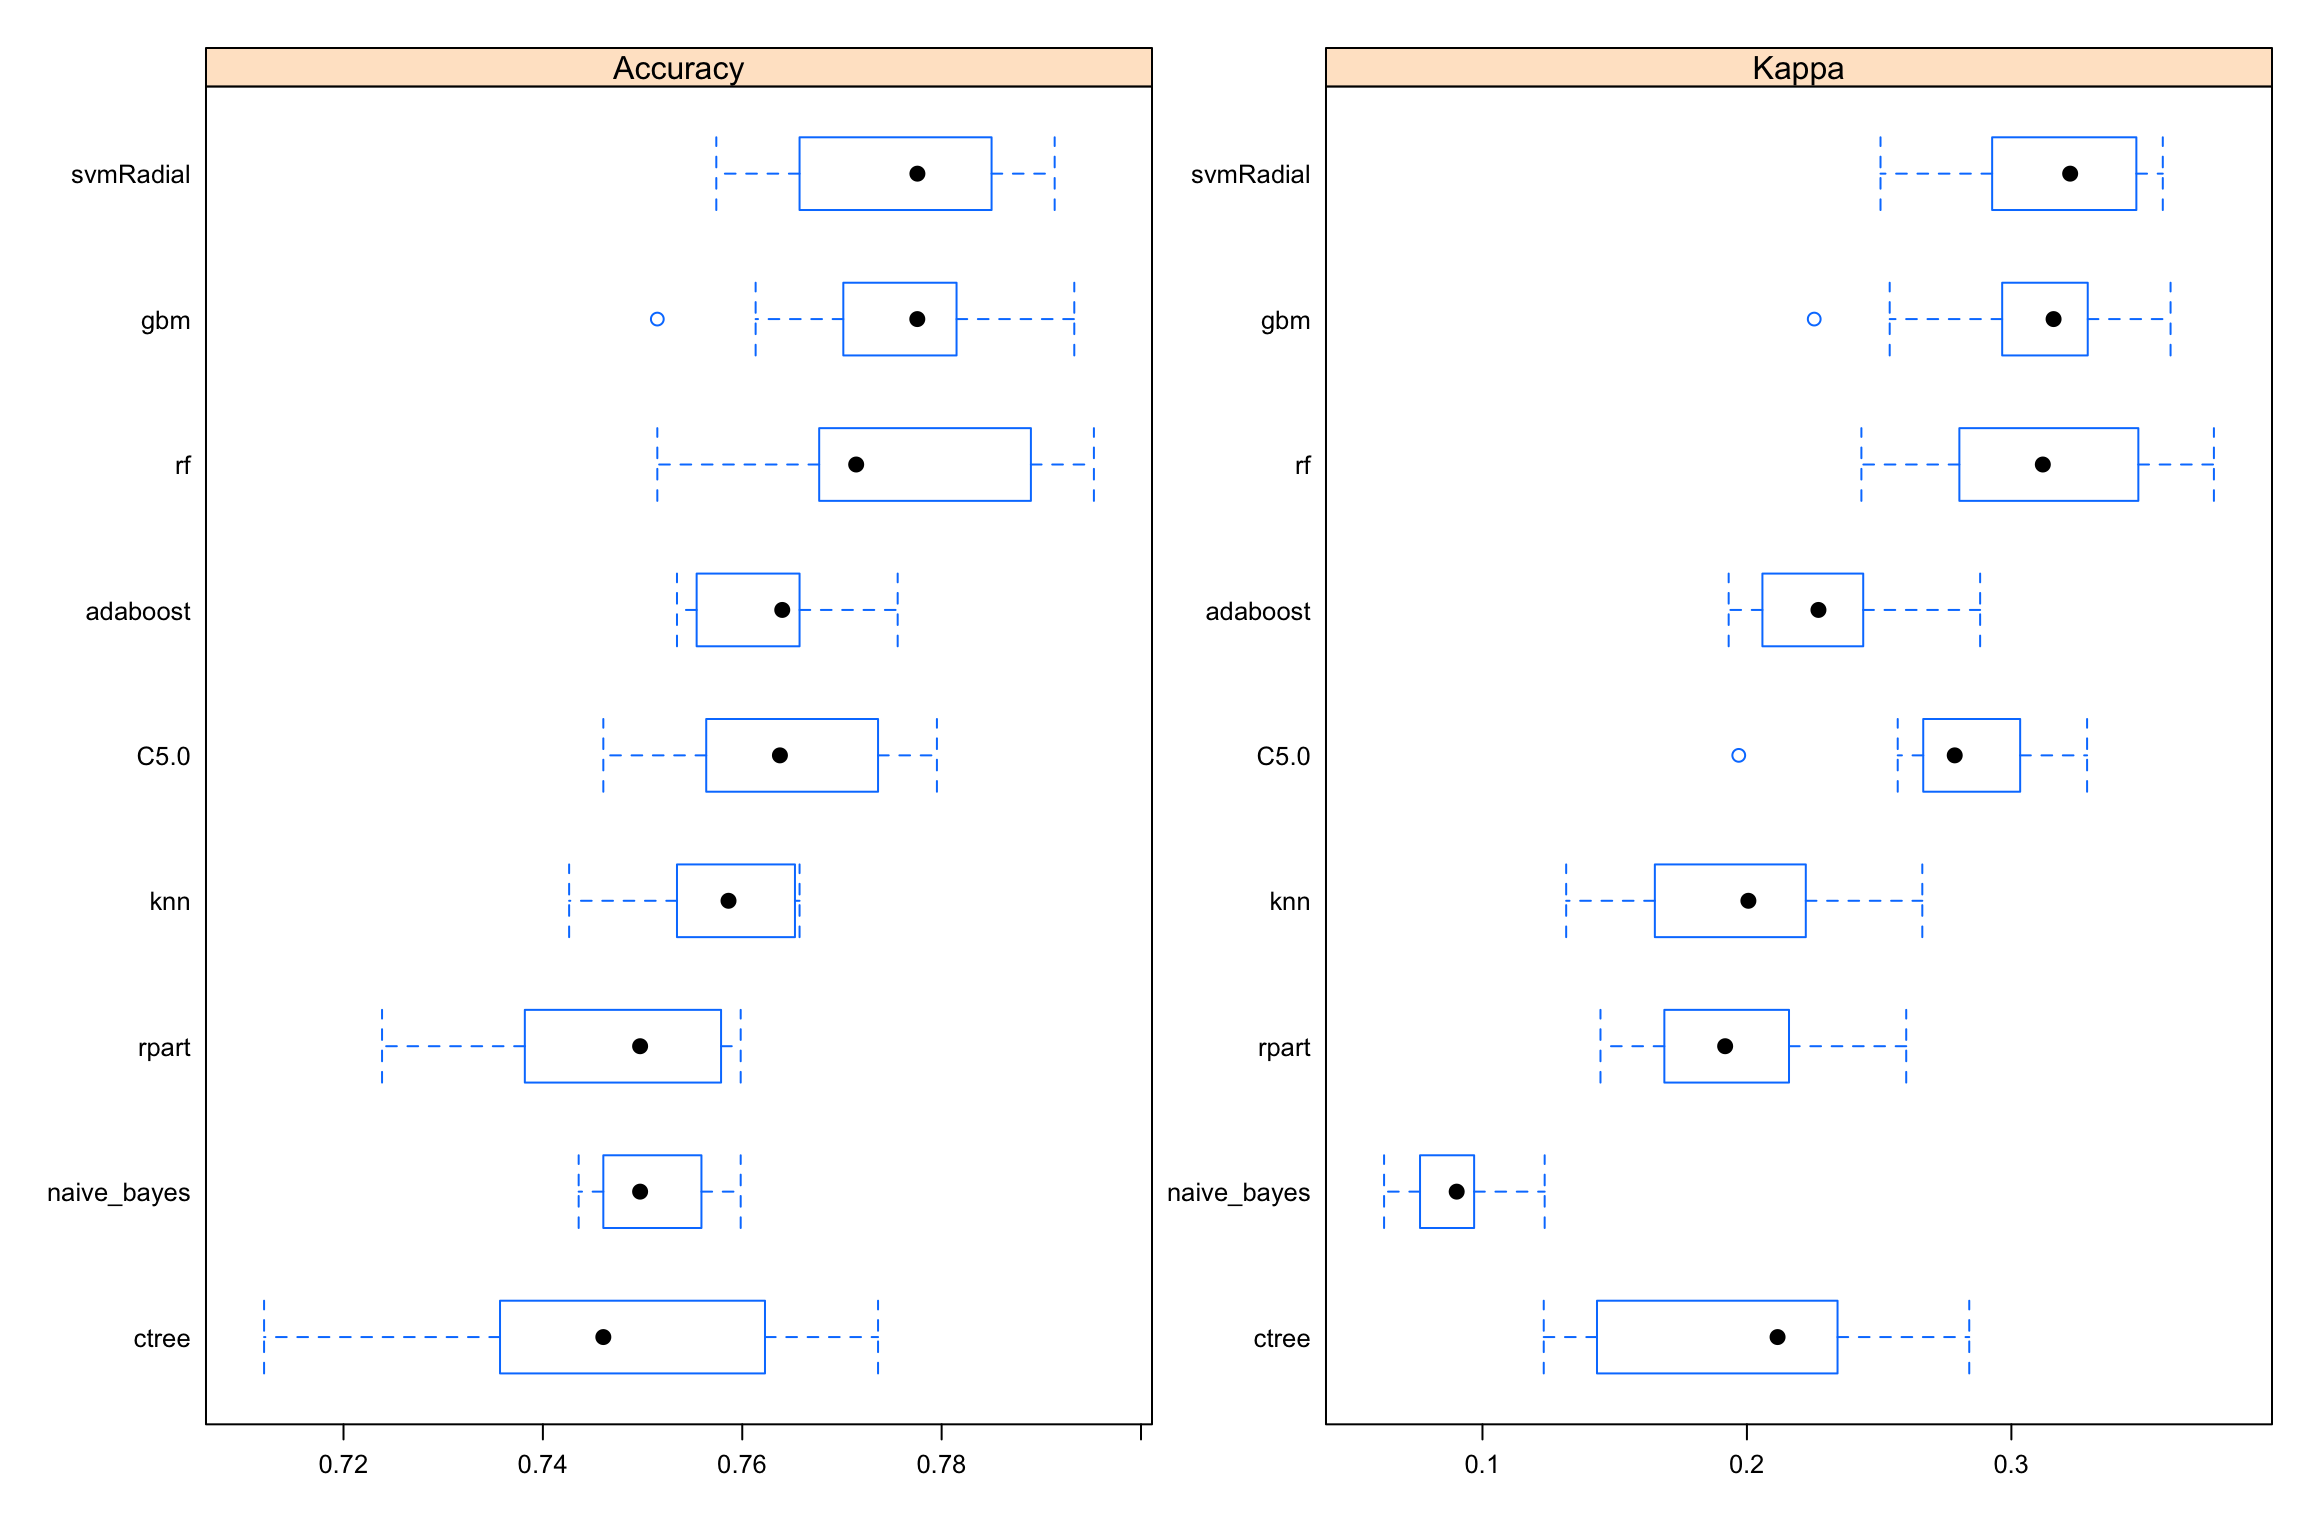 Accuracy
svmRadial
gbm
rf
adaboost
C5.0
knn
rpart
naive_bayes
ctree
0.72 0.74 0.76 0.78
Kappa
svmRadial
gbm
rf
adaboost
C5.0
knn
rpart
naive_bayes
ctree
0.1 0.2 0.3